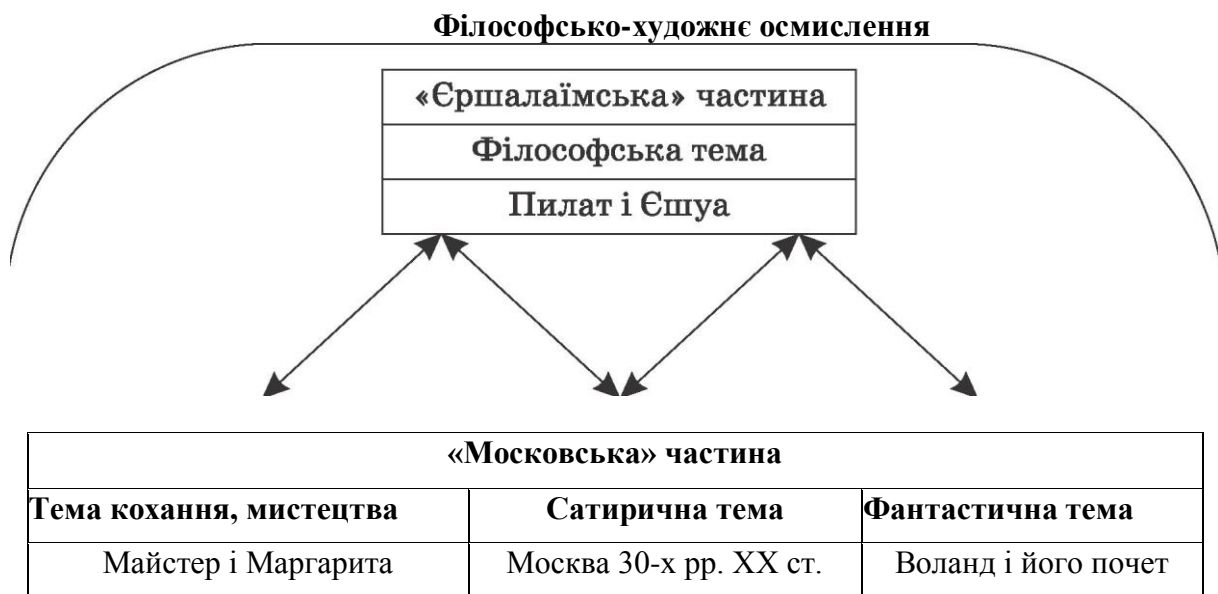 Філософсько-художнє осмислення
«Єршалаїмська» частина
Філософська тема
Пилат і Єшуа
«Московська» частина
Тема кохання, мистецтва
Сатирична тема
Фантастична тема
Майстер і Маргарита
Москва 30-х рр. ХХ ст.
Воланд і його почет